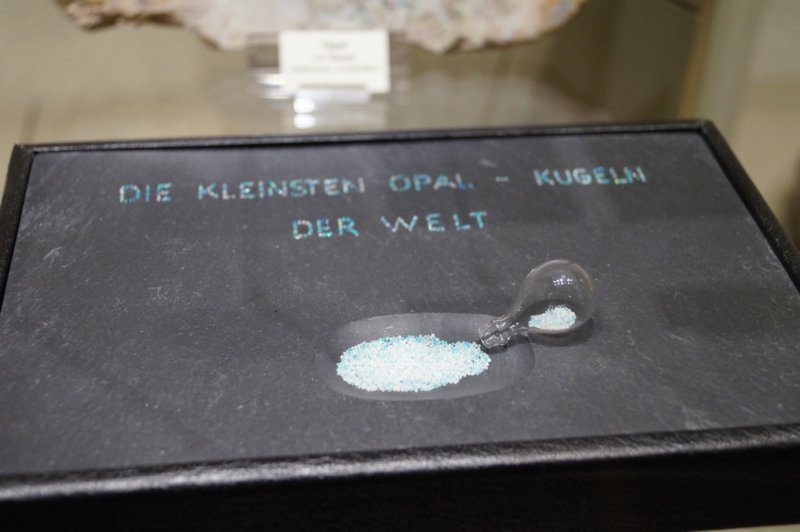 DIE KLEINSTEN OPAL - KUGELN
DER WELT